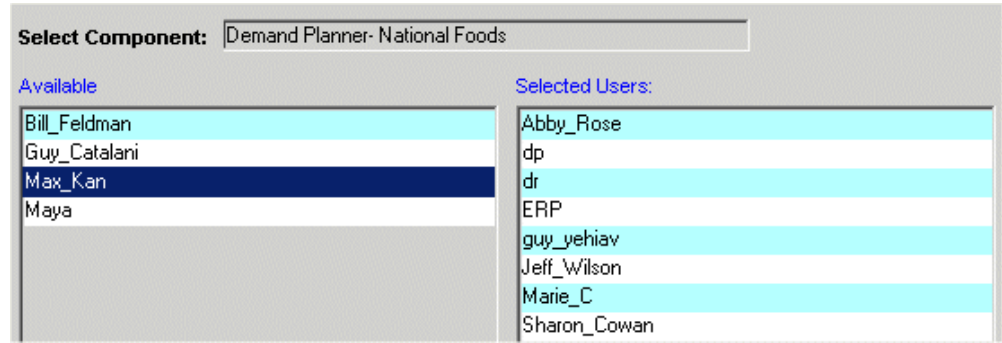 Select Component: Demand Planner- National Foods
Available
Selected Users:
Bill_Feldman
Guy_Catalani
Max_Kan
Maya
Abby_Rose
dp
dr
ERP
guy_yehiav
Jeff_Wilson
Marie_C
Sharon_Cowan